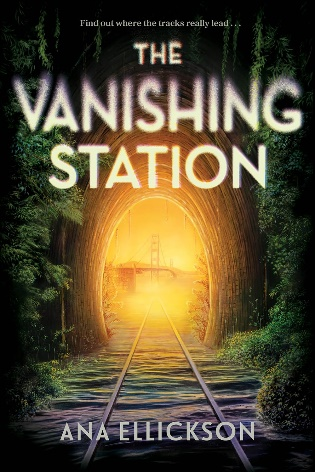 Find out where the tracks really lead . . .
THE
VANISHING
STATION
ANA ELLICKSON